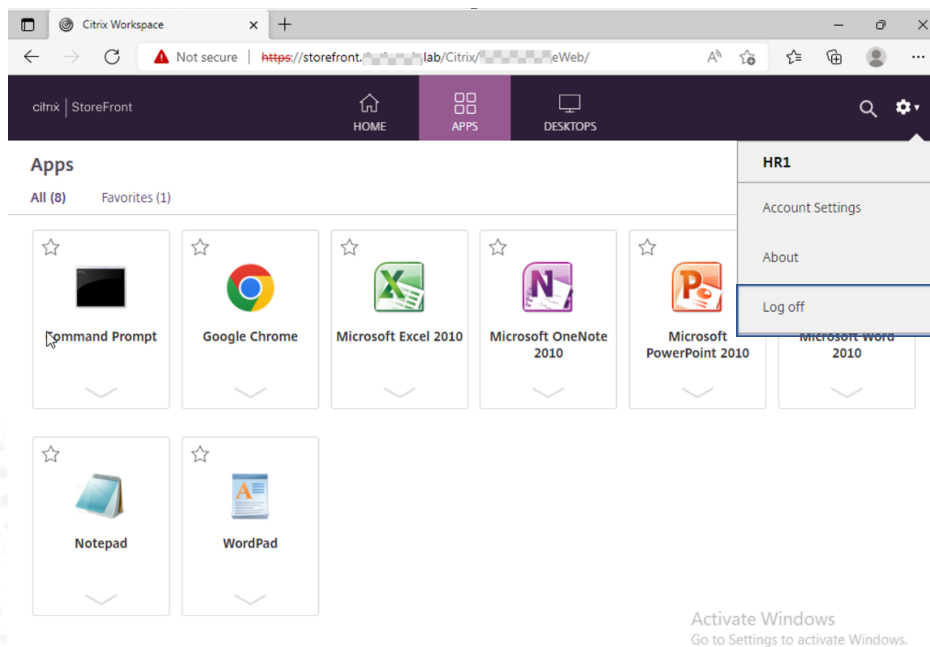 Citrix Workspace
Not secure | https://storefront. lab/Citrix/ eWeb/
citrix | StoreFront
HOME
APPS
DESKTOPS
Apps
HR1
All (8)
Favorites (1)
Account Settings
About
Log off
Command Prompt
Google Chrome
Microsoft Excel 2010
Microsoft OneNote
2010
Microsoft
PowerPoint 2010
Microsoft Word
2010
Notepad
WordPad
Activate Windows
Go to Settings to activate Windows.